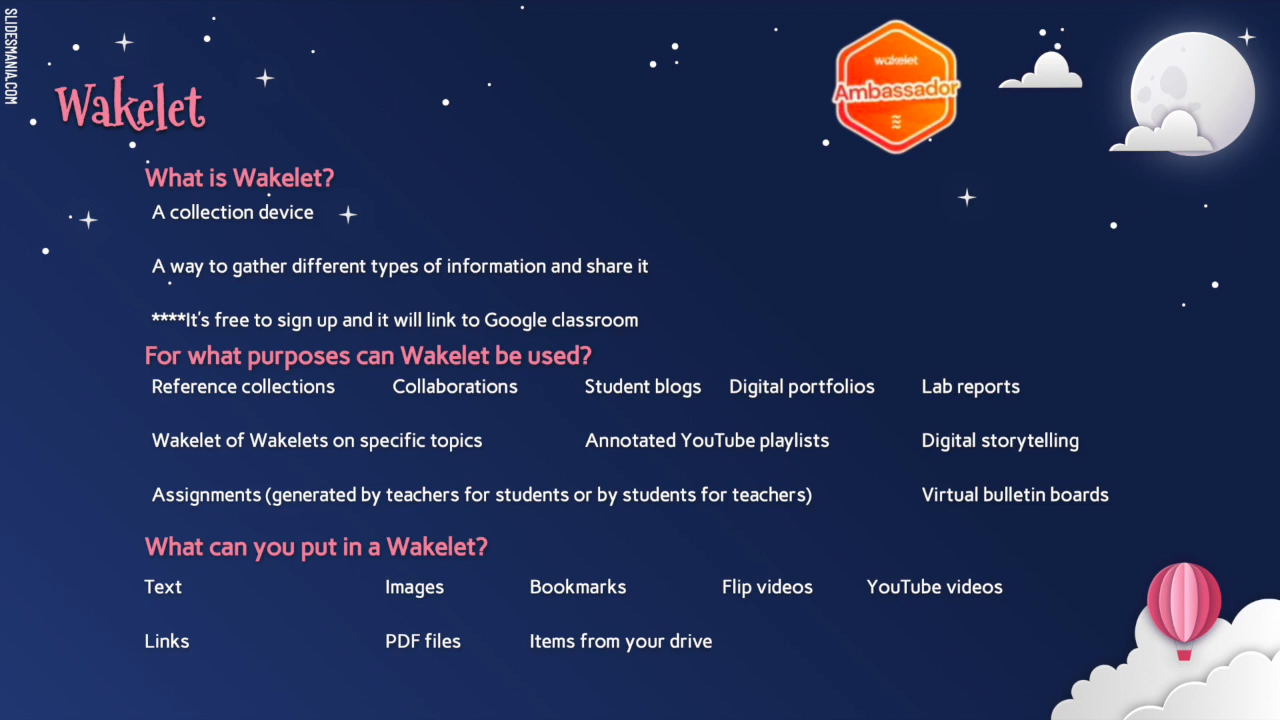 SLIDESMANIA.COM
Wakelet
wakelet
Ambassador
What is Wakelet?
A collection device
A way to gather different types of information and share it
****It's free to sign up and it will link to Google classroom
For what purposes can Wakelet be used?
Reference collections Collaborations Student blogs Digital portfolios Lab reports
Wakelet of Wakelets on specific topics Annotated YouTube playlists Digital storytelling
Assignments (generated by teachers for students or by students for teachers) Virtual bulletin boards
What can you put in a Wakelet?
Text Images Bookmarks Flip videos YouTube videos
Links PDF files Items from your drive